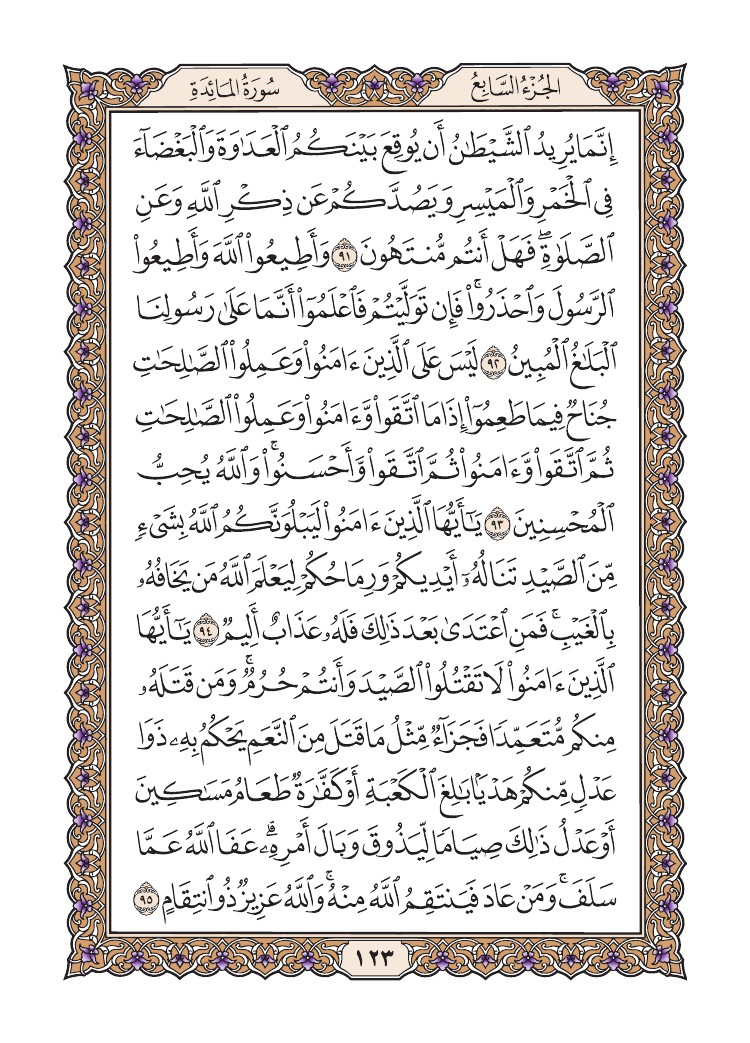 الجُزْءُ السَّابِعُ
سُورَةُ المَائِدَةِ
إِنَّمَا يُرِيدُ ٱلشَّيْطَـٰنُ أَن يُوقِعَ بَيْنَكُمُ ٱلْعَدَٰوَةَ وَٱلْبَغْضَآءَ
فِى ٱلْخَمْرِ وَٱلْمَيْسِرِ وَيَصُدَّكُمْ عَن ذِكْرِ ٱللَّهِ وَعَنِ
ٱلصَّلَوٰةِ ۖ فَهَلْ أَنتُم مُّنتَهُونَ ٩١ وَأَطِيعُوا۟ ٱللَّهَ وَأَطِيعُوا۟
ٱلرَّسُولَ وَٱحْذَرُوا۟ ۚ فَإِن تَوَلَّيْتُمْ فَٱعْلَمُوٓا۟ أَنَّمَا عَلَىٰ رَسُولِنَا
ٱلْبَلَـٰغُ ٱلْمُبِينُ ٩٢ لَيْسَ عَلَى ٱلَّذِينَ ءَامَنُوا۟ وَعَمِلُوا۟ ٱلصَّـٰلِحَـٰتِ
جُنَاحٌ فِيمَا طَعِمُوٓا۟ إِذَا مَا ٱتَّقَوا۟ وَّءَامَنُوا۟ وَعَمِلُوا۟ ٱلصَّـٰلِحَـٰتِ
ثُمَّ ٱتَّقَوا۟ وَّءَامَنُوا۟ ثُمَّ ٱتَّقَوا۟ وَّأَحْسَنُوا۟ ۗ وَٱللَّهُ يُحِبُّ
ٱلْمُحْسِنِينَ ٩٣ يَـٰٓأَيُّهَا ٱلَّذِينَ ءَامَنُوا۟ لَيَبْلُوَنَّكُمُ ٱللَّهُ بِشَىْءٍ
مِّنَ ٱلصَّيْدِ تَنَالُهُۥٓ أَيْدِيكُمْ وَرِمَاحُكُمْ لِيَعْلَمَ ٱللَّهُ مَن يَخَافُهُۥ
بِٱلْغَيْبِ ۚ فَمَنِ ٱعْتَدَىٰ بَعْدَ ذَٰلِكَ فَلَهُۥ عَذَابٌ أَلِيمٌ ٩٤ يَـٰٓأَيُّهَا
ٱلَّذِينَ ءَامَنُوا۟ لَا تَقْتُلُوا۟ ٱلصَّيْدَ وَأَنتُمْ حُرُمٌ ۚ وَمَن قَتَلَهُۥ
مِنكُم مُّتَعَمِّدًا فَجَزَآءٌ مِّثْلُ مَا قَتَلَ مِنَ ٱلنَّعَمِ يَحْكُمُ بِهِۦ ذَوَا
عَدْلٍ مِّنكُمْ هَدْيًۢا بَـٰلِغَ ٱلْكَعْبَةِ أَوْ كَفَّـٰرَةٌ طَعَامُ مَسَـٰكِينَ
أَوْ عَدْلُ ذَٰلِكَ صِيَامًا لِّيَذُوقَ وَبَالَ أَمْرِهِۦ ۗ عَفَا ٱللَّهُ عَمَّا
سَلَفَ ۚ وَمَنْ عَادَ فَيَنتَقِمُ ٱللَّهُ مِنْهُ ۗ وَٱللَّهُ عَزِيزٌ ذُو ٱنتِقَامٍ ٩٥
١٢٣